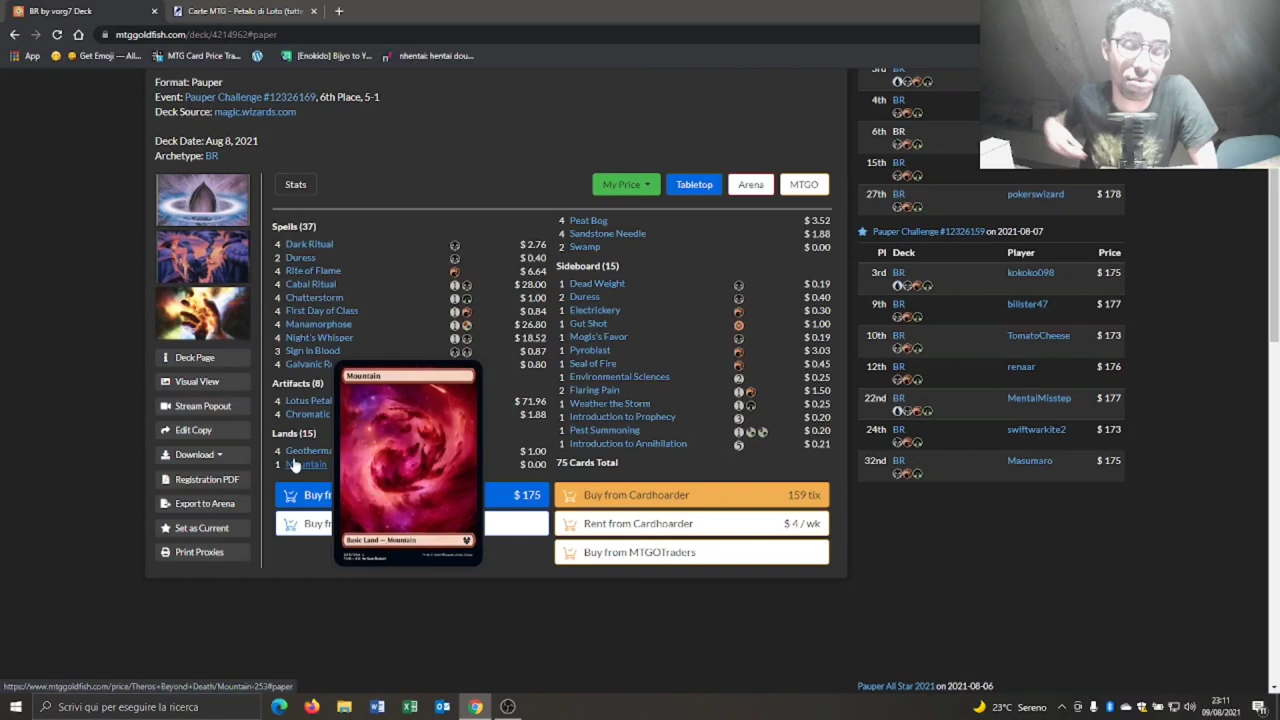 BR by vorg7 Deck
Carte MTG - Petalo di Loto (tutte
mtggoldfish.com/deck/4214962#paper
App
Get Emoji — All...
MTG Card Price Tra...
[Enokido] Bijyo to Y...
nhentai: hentai dou...
Format: Pauper
Event: Pauper Challenge #12326169, 6th Place, 5-1
Deck Source: magic.wizards.com
Deck Date: Aug 8, 2021
Archetype: BR
Stats
My Price
Tabletop
Arena
MTGO
Spells (37)
4 Dark Ritual $ 2.76
2 Duress $ 0.40
4 Rite of Flame $ 6.64
4 Cabal Ritual $ 28.00
4 Chatterstorm $ 1.00
4 First Day of Class $ 0.84
4 Manamorphose $ 26.80
4 Night's Whisper $ 18.52
3 Sign in Blood $ 0.87
4 Galvanic Re $ 0.80
Artifacts (8)
4 Lotus Petal $ 71.96
4 Chromatic $ 1.88
Lands (15)
4 Geotherma $ 1.00
1 Mountain $ 0.00
4 Peat Bog $ 3.52
4 Sandstone Needle $ 1.88
2 Swamp $ 0.00
Sideboard (15)
1 Dead Weight $ 0.19
2 Duress $ 0.40
1 Electrickery $ 0.30
1 Gut Shot $ 1.00
1 Mogis's Favor $ 0.19
1 Pyroblast $ 3.03
1 Seal of Fire $ 0.45
1 Environmental Sciences $ 0.25
2 Flaring Pain $ 1.50
1 Weather the Storm $ 0.25
1 Introduction to Prophecy $ 0.20
1 Pest Summoning $ 0.20
1 Introduction to Annihilation $ 0.21
75 Cards Total
Buy fr $ 175
Buy fr
Buy from Cardhoarder 159 tix
Rent from Cardhoarder $ 4 / wk
Buy from MTGOTraders
Mountain
Basic Land — Mountain
Deck Page
Visual View
Stream Popout
Edit Copy
Download
Registration PDF
Export to Arena
Set as Current
Print Proxies
3rd BR
4th BR
6th BR
15th BR
27th BR pokerswizard $ 178
Pauper Challenge #12326159 on 2021-08-07
Pl Deck Player Price
3rd BR kokoko098 $ 175
9th BR billster47 $ 177
10th BR TomatoCheese $ 173
12th BR renaar $ 176
22nd BR MentalMisstep $ 177
24th BR swiftwarkite2 $ 173
32nd BR Masumaro $ 175
Pauper All Star 2021 on 2021-08-06
https://www.mtggoldfish.com/price/Theros+Beyond+Death/Mountain-253#paper
Scrivi qui per eseguire la ricerca
23°C Sereno
23:11
09/08/2021